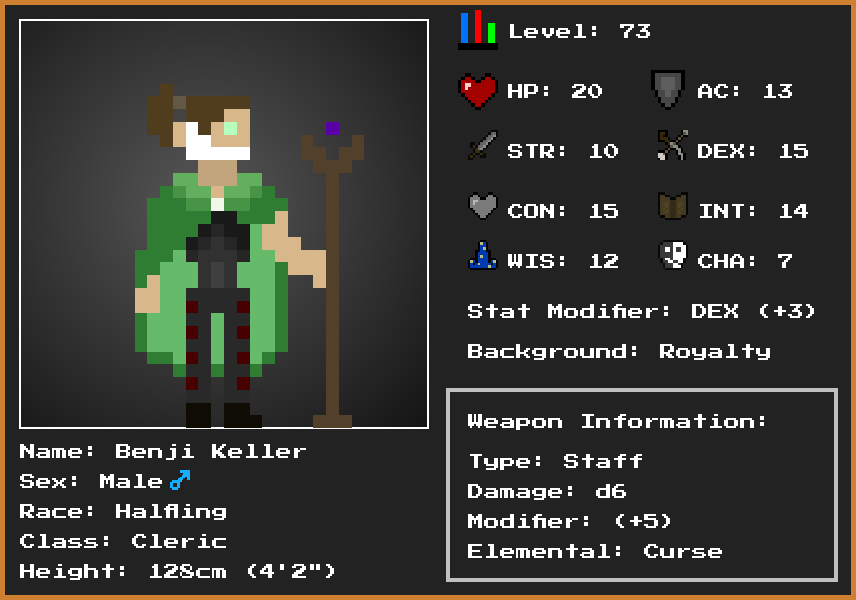 Level: 73
HP: 20
AC: 13
STR: 10
DEX: 15
CON: 15
INT: 14
WIS: 12
CHA: 7
Stat Modifier: DEX (+3)
Background: Royalty
Weapon Information:
Type: Staff
Damage: d6
Modifier: (+5)
Elemental: Curse
Name: Benji Keller
Sex: Male♂
Race: Halfling
Class: Cleric
Height: 128cm (4'2")